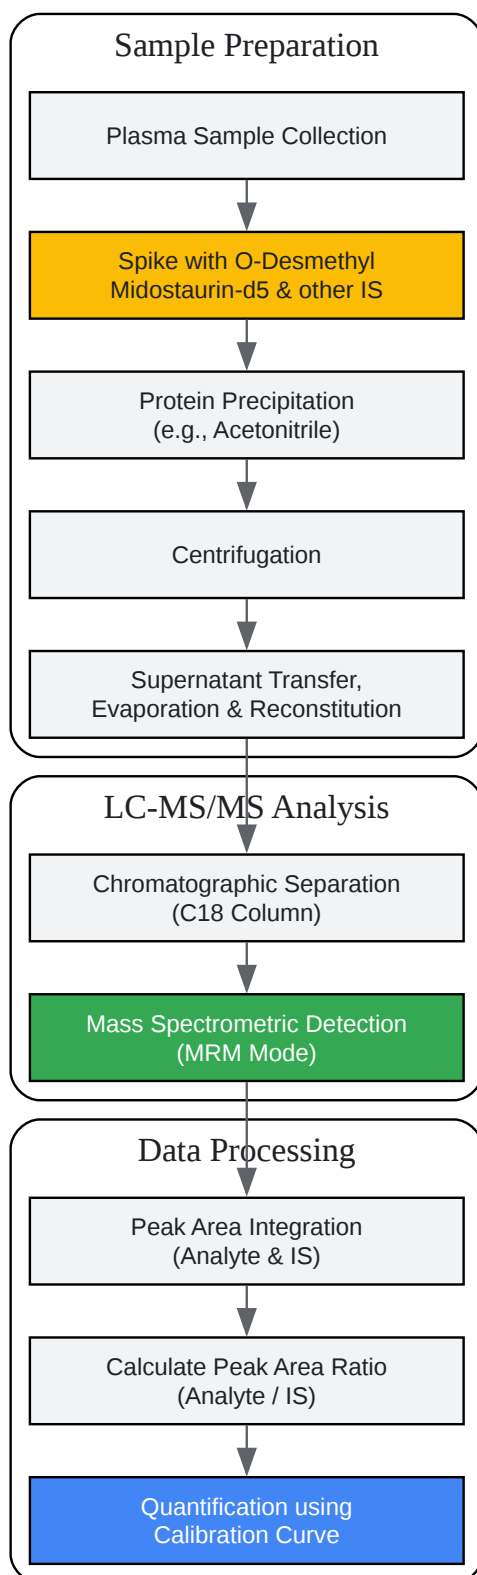 Sample Preparation
Plasma Sample Collection
Spike with O-Desmethyl
Midostaurin-d5 & other IS
Protein Precipitation
(e.g., Acetonitrile)
Centrifugation
Supernatant Transfer,
Evaporation & Reconstitution
LC-MS/MS Analysis
Chromatographic Separation
(C18 Column)
Mass Spectrometric Detection
(MRM Mode)
Data Processing
Peak Area Integration
(Analyte & IS)
Calculate Peak Area Ratio
(Analyte / IS)
Quantification using
Calibration Curve